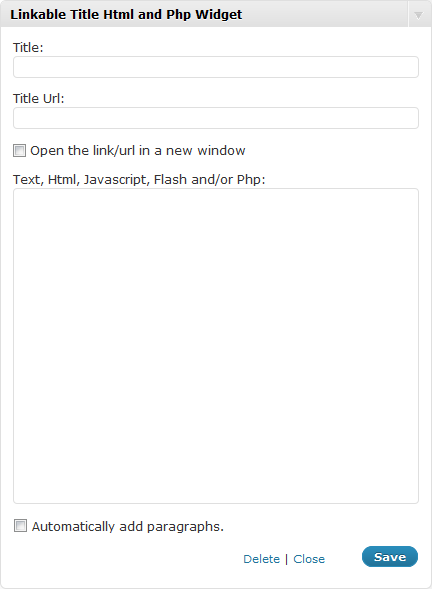 Linkable Title Html and Php Widget
Title:
Title Url:
Open the link/url in a new window
Text, Html, Javascript, Flash and/or Php:
Automatically add paragraphs.
Delete | Close Save